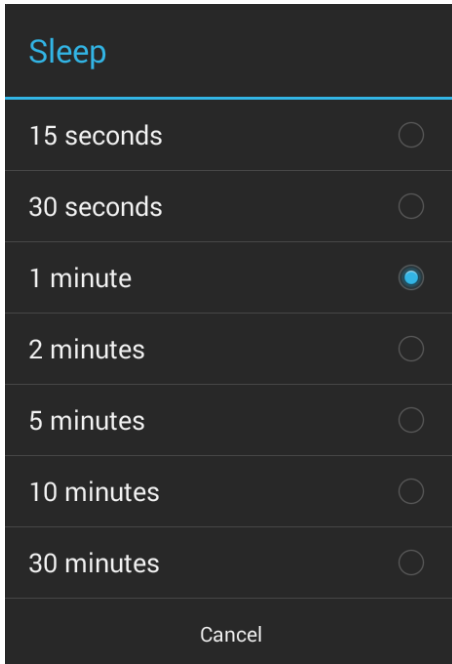 Sleep
15 seconds
30 seconds
1 minute
2 minutes
5 minutes
10 minutes
30 minutes
Cancel